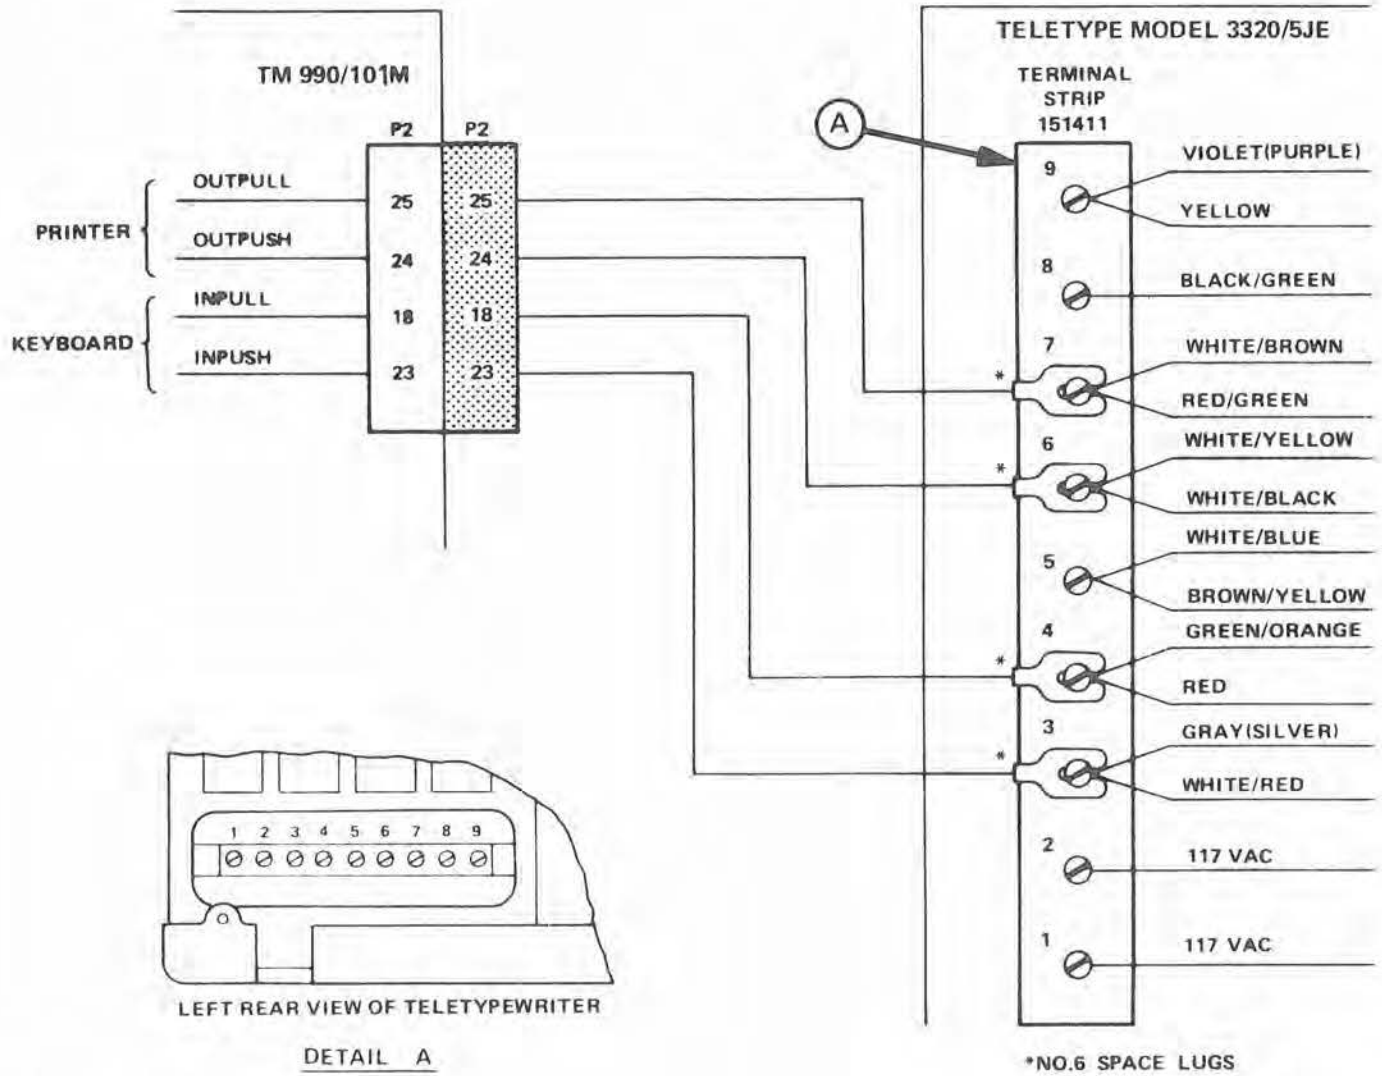 TELETYPE MODEL 3320/5JE
TM 990/101M
TERMINAL
STRIP
151411
A
P2 P2
PRINTER
OUTPULL 25 25
OUTPUSH 24 24
KEYBOARD
INPULL 18 18
INPUSH 23 23
9
VIOLET(PURPLE)
YELLOW
8
BLACK/GREEN
7
WHITE/BROWN
*
RED/GREEN
6
WHITE/YELLOW
*
WHITE/BLACK
5
WHITE/BLUE
BROWN/YELLOW
4
GREEN/ORANGE
*
RED
3
GRAY(SILVER)
*
WHITE/RED
2
117 VAC
1
117 VAC
1 2 3 4 5 6 7 8 9
LEFT REAR VIEW OF TELETYPEWRITER
DETAIL A
*NO.6 SPACE LUGS